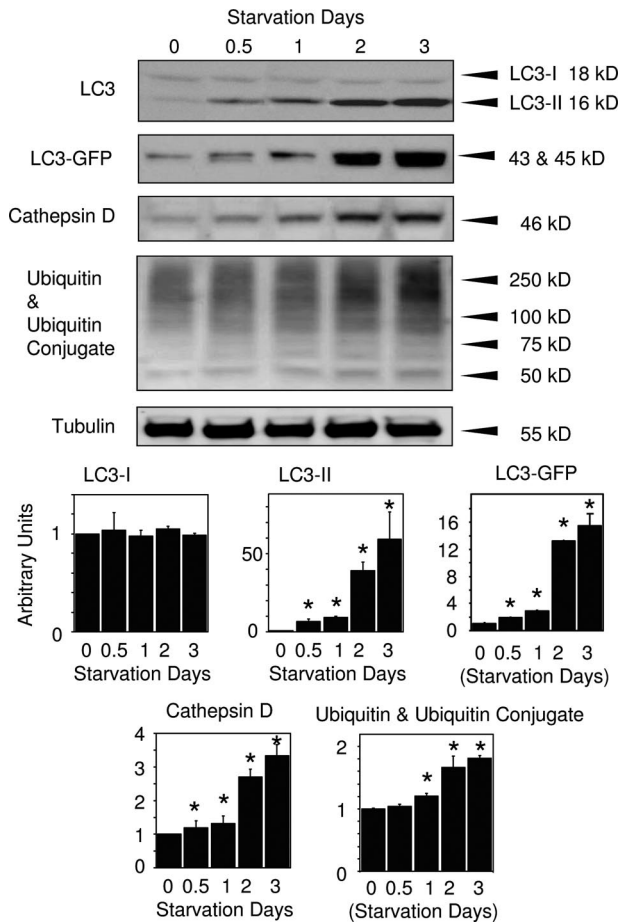 Starvation Days
0 0.5 1 2 3
LC3
LC3-I 18 kD
LC3-II 16 kD
LC3-GFP
43 & 45 kD
Cathepsin D
46 kD
Ubiquitin
&
Ubiquitin
Conjugate
250 kD
100 kD
75 kD
50 kD
Tubulin
55 kD
LC3-I
Arbitrary Units
1
0
0 0.5 1 2 3
Starvation Days
LC3-II
50
0
* * * *
0 0.5 1 2 3
Starvation Days
LC3-GFP
16
12
8
4
0
* * * *
0 0.5 1 2 3
(Starvation Days)
Cathepsin D
4
3
2
1
0
* * * *
0 0.5 1 2 3
Starvation Days
Ubiquitin & Ubiquitin Conjugate
2
1
0
* * *
0 0.5 1 2 3
(Starvation Days)